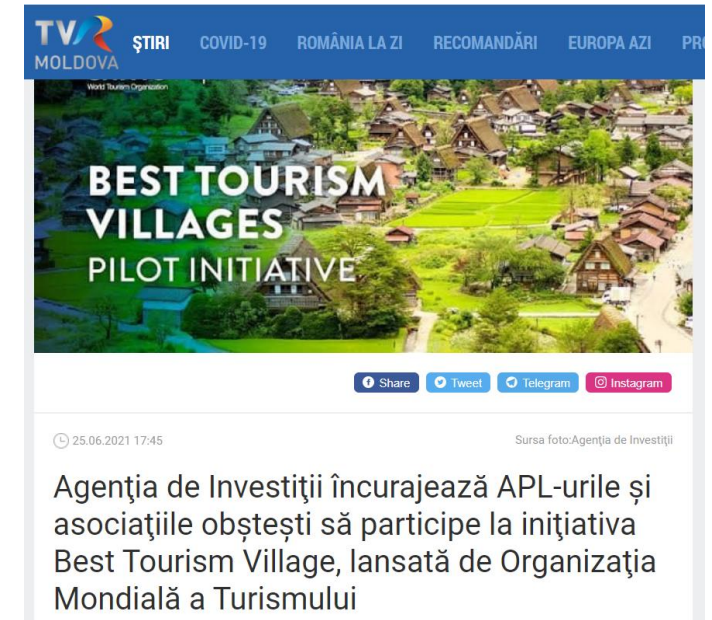 TVR
MOLDOVA
ȘTIRI
COVID-19
ROMÂNIA LA ZI
RECOMANDĂRI
EUROPA AZI
World Tourism Organization
BEST TOURISM
VILLAGES
PILOT INITIATIVE
Share
Tweet
Telegram
Instagram
25.06.2021 17:45
Sursa foto:Agenţia de Investiţii
Agenţia de Investiţii încurajează APL-urile și
asociaţiile obștești să participe la iniţiativa
Best Tourism Village, lansată de Organizaţia
Mondială a Turismului